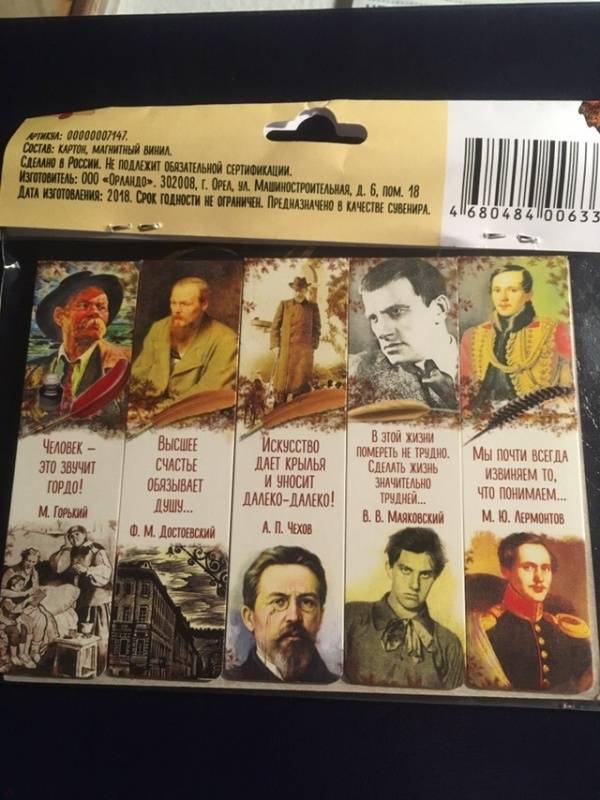 Артикул: 00000007147.
Состав: картон, магнитный винил.
Сделано в России. Не подлежит обязательной сертификации.
Изготовитель: ООО «Орландо». 302008, г. Орел, ул. Машиностроительная, д. 6, пом. 18
Дата изготовления: 2018. Срок годности не ограничен. Предназначено в качестве сувенира.
4 680484 00633
Человек –
это звучит
гордо!
М. Горький
Высшее
счастье
обязывает
душу...
Ф. М. Достоевский
Искусство
дает крылья
и уносит
далеко-далеко!
А. П. Чехов
В этой жизни
помереть не трудно.
Сделать жизнь
значительно
трудней...
В. В. Маяковский
Мы почти всегда
извиняем то,
что понимаем...
М. Ю. Лермонтов